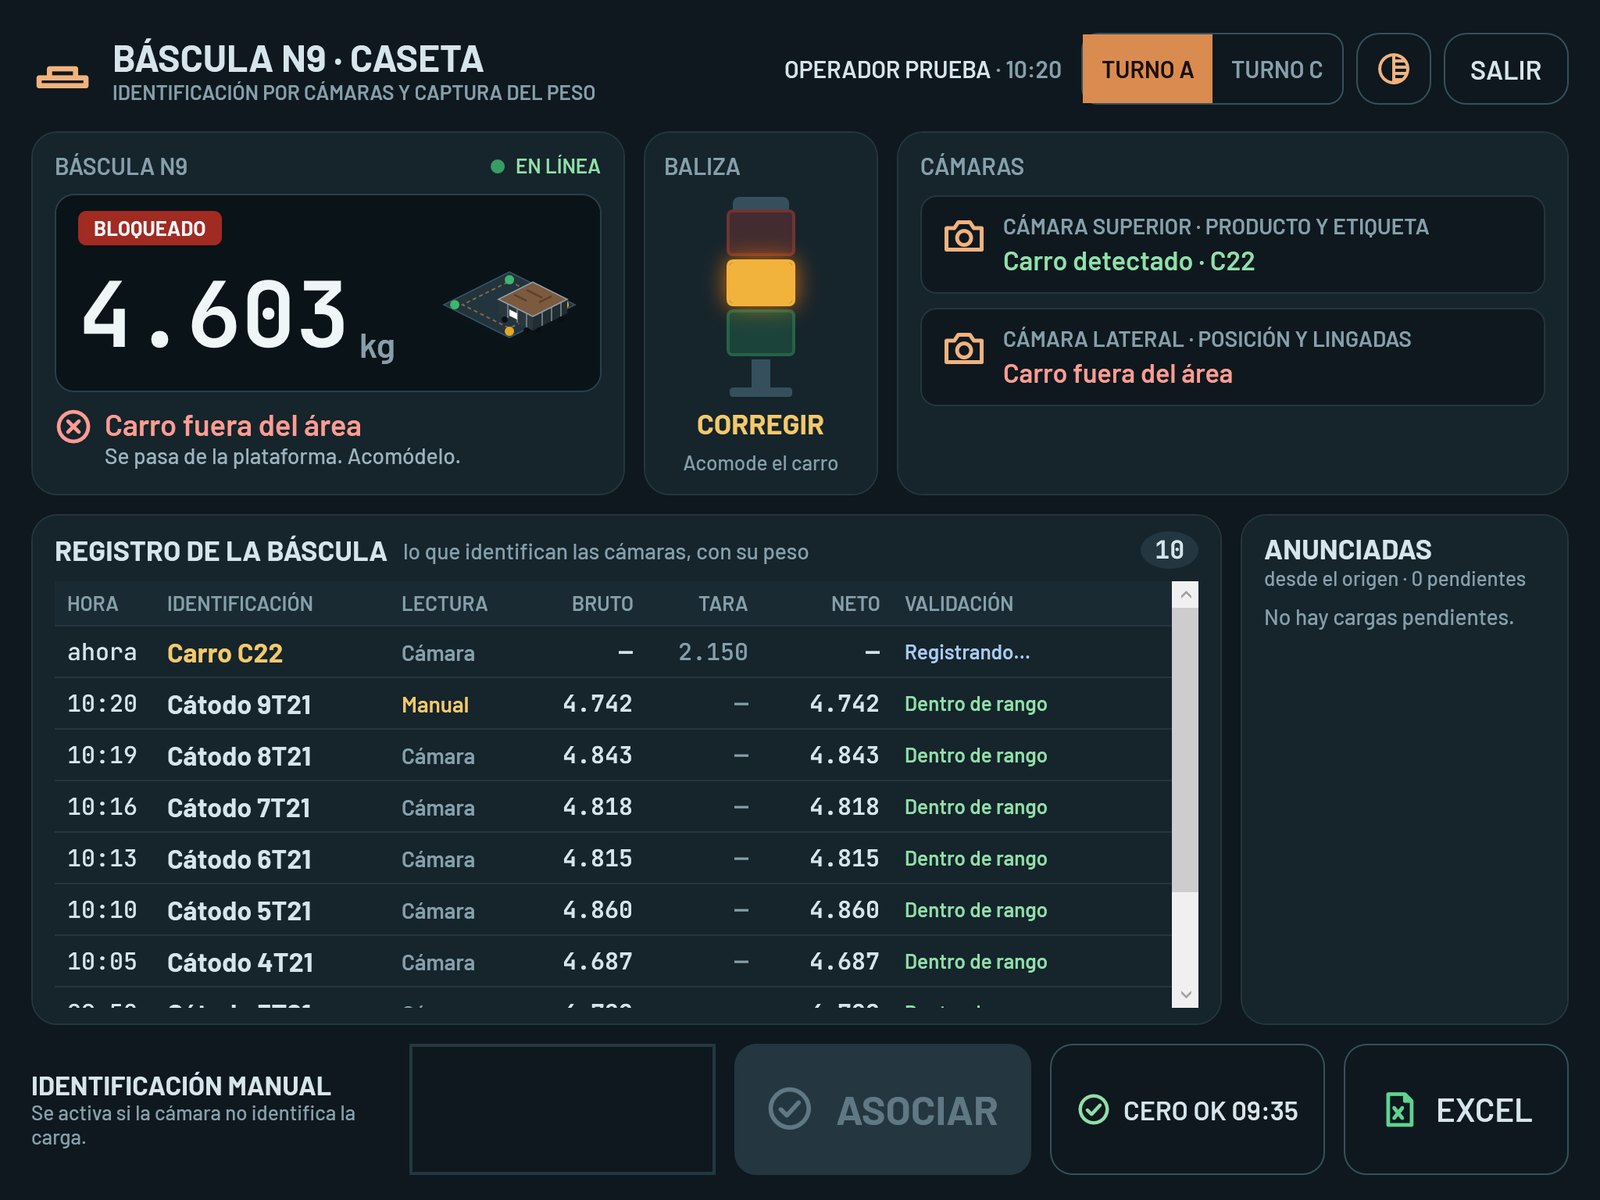 BÁSCULA N9 · CASETA
IDENTIFICACIÓN POR CÁMARAS Y CAPTURA DEL PESO
OPERADOR PRUEBA · 10:20
TURNO A
TURNO C
SALIR
BÁSCULA N9
EN LÍNEA
BLOQUEADO
4.603 kg
Carro fuera del área
Se pasa de la plataforma. Acomódelo.
BALIZA
CORREGIR
Acomode el carro
CÁMARAS
CÁMARA SUPERIOR · PRODUCTO Y ETIQUETA
Carro detectado · C22
CÁMARA LATERAL · POSICIÓN Y LINGADAS
Carro fuera del área
REGISTRO DE LA BÁSCULA lo que identifican las cámaras, con su peso 10
HORA IDENTIFICACIÓN LECTURA BRUTO TARA NETO VALIDACIÓN
ahora Carro C22 Cámara — 2.150 — Registrando...
10:20 Cátodo 9T21 Manual 4.742 — 4.742 Dentro de rango
10:19 Cátodo 8T21 Cámara 4.843 — 4.843 Dentro de rango
10:16 Cátodo 7T21 Cámara 4.818 — 4.818 Dentro de rango
10:13 Cátodo 6T21 Cámara 4.815 — 4.815 Dentro de rango
10:10 Cátodo 5T21 Cámara 4.860 — 4.860 Dentro de rango
10:05 Cátodo 4T21 Cámara 4.687 — 4.687 Dentro de rango
ANUNCIADAS
desde el origen · 0 pendientes
No hay cargas pendientes.
IDENTIFICACIÓN MANUAL
Se activa si la cámara no identifica la
carga.
ASOCIAR
CERO OK 09:35
EXCEL